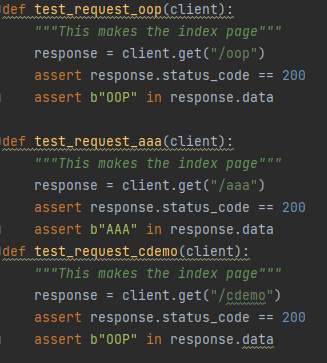 def test_request_oop(client):
    """This makes the index page"""
    response = client.get("/oop")
    assert response.status_code == 200
    assert b"OOP" in response.data
def test_request_aaa(client):
    """This makes the index page"""
    response = client.get("/aaa")
    assert response.status_code == 200
    assert b"AAA" in response.data
def test_request_cdemo(client):
    """This makes the index page"""
    response = client.get("/cdemo")
    assert response.status_code == 200
    assert b"OOP" in response.data